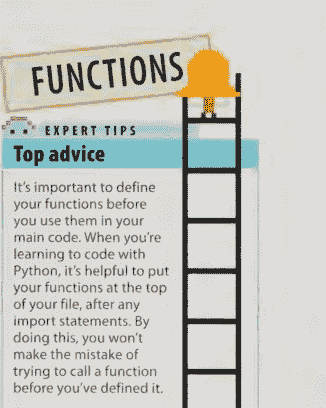 FUNCTIONS
EXPERT TIPS
Top advice
It's important to define
your functions before
you use them in your
main code. When you're
learning to code with
Python, it's helpful to put
your functions at the top
of your file, after any
import statements. By
doing this, you won't
make the mistake of
trying to call a function
before you've defined it.